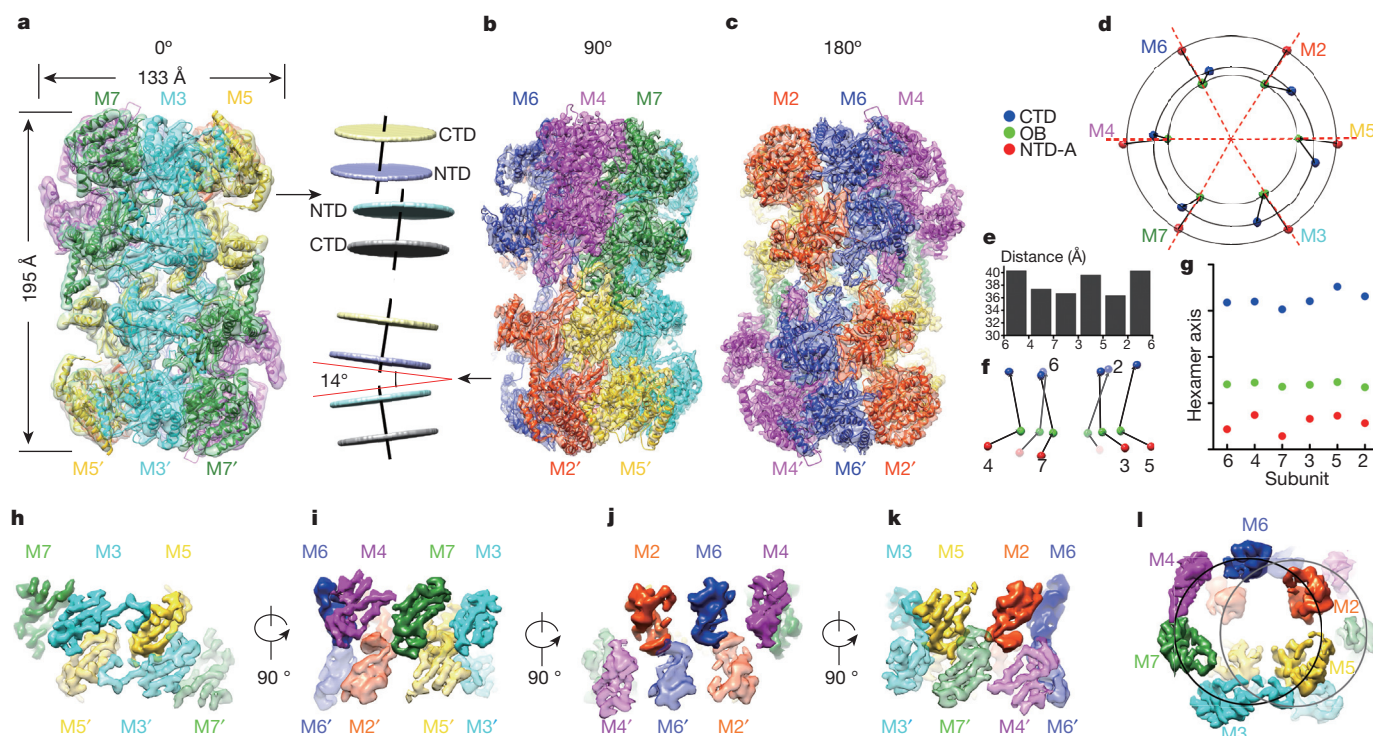 a
0°
133 Å
M7 M3 M5
195 Å
M5′ M3′ M7′
CTD
NTD
NTD
CTD
14°
b
90°
M6 M4 M7
M2′ M5′
c
180°
M2 M6 M4
M4′ M6′ M2′
d
M6 M2
M4 M5
M7 M3
CTD
OB
NTD-A
e
Distance (Å)
40
38
36
34
32
30
6 4 7 3 5 2 6
f
6 2
4 7 3 5
g
Hexamer axis
6 4 7 3 5 2
Subunit
h
M7 M3 M5
M5′ M3′ M7′
90 °
i
M6 M4 M7 M3
M6′ M2′ M5′ M3′
90 °
j
M2 M6 M4
M4′ M6′ M2′
90 °
k
M3 M5 M2 M6
M3′ M7′ M4′ M6′
l
M6
M4
M2
M7
M5
M3